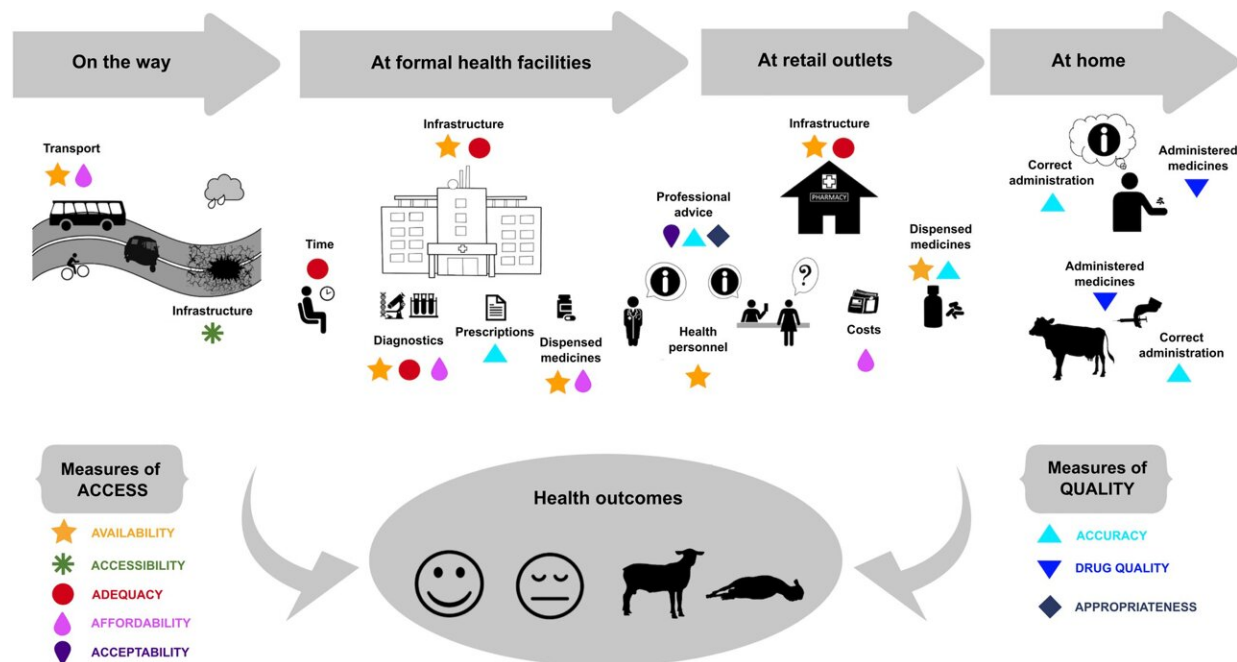 On the way
At formal health facilities
At retail outlets
At home
Transport
Infrastructure
Time
Infrastructure
Diagnostics
Prescriptions
Dispensed
medicines
Professional
advice
Health
personnel
Infrastructure
PHARMACY
?
Costs
Dispensed
medicines
Correct
administration
Administered
medicines
Administered
medicines
Correct
administration
Measures of
ACCESS
AVAILABILITY
ACCESSIBILITY
ADEQUACY
AFFORDABILITY
ACCEPTABILITY
Health outcomes
Measures of
QUALITY
ACCURACY
DRUG QUALITY
APPROPRIATENESS